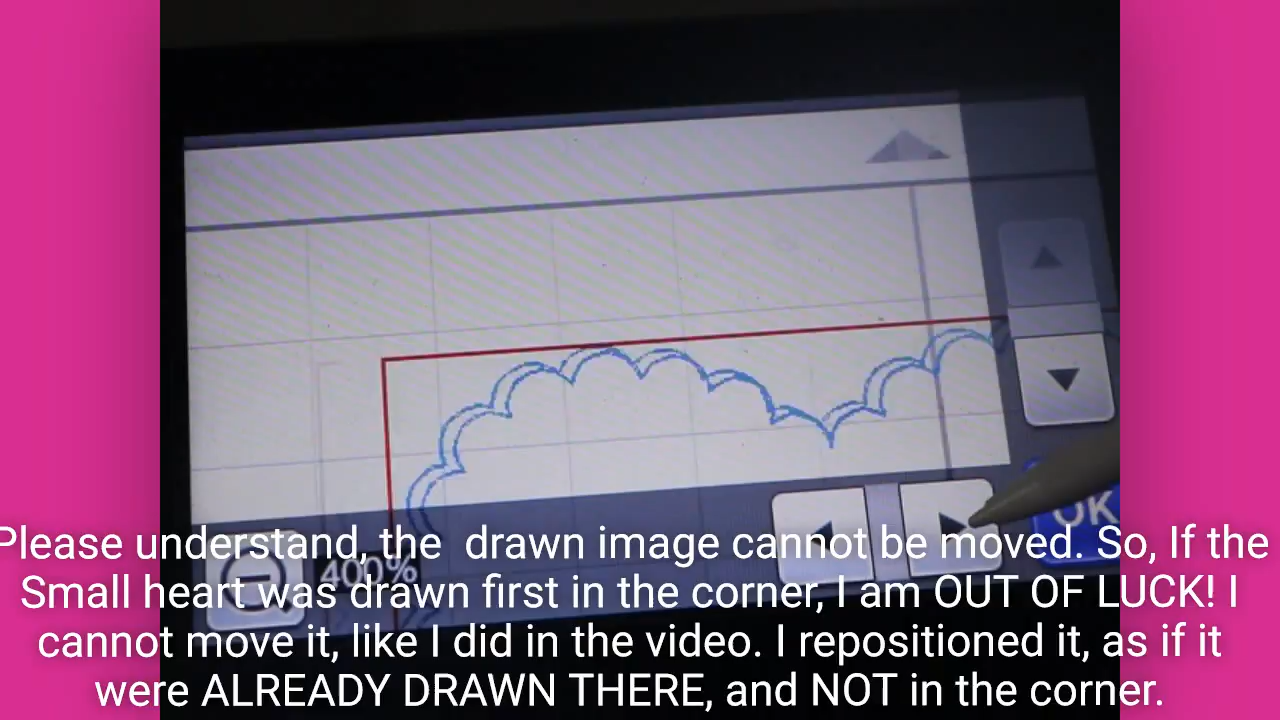 OK
400%
Please understand, the drawn image cannot be moved. So, If the
Small heart was drawn first in the corner, I am OUT OF LUCK! I
cannot move it, like I did in the video. I repositioned it, as if it
were ALREADY DRAWN THERE, and NOT in the corner.